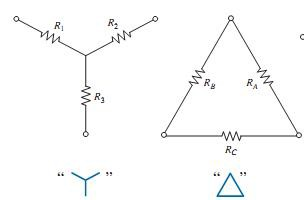 R1
R2
R3
RB
RA
RC
“ Y ”
“ △ ”